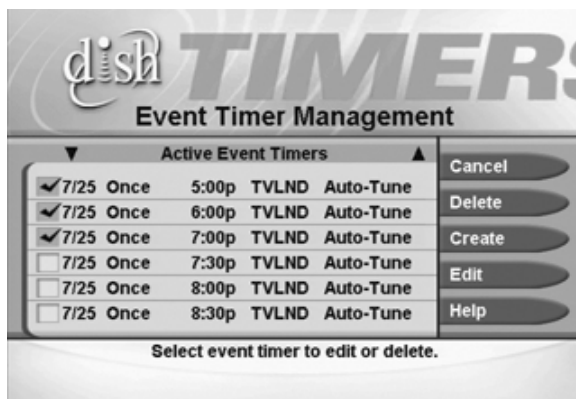 dish TIMERS
Event Timer Management
Active Event Timers
7/25 Once 5:00p TVLND Auto-Tune
7/25 Once 6:00p TVLND Auto-Tune
7/25 Once 7:00p TVLND Auto-Tune
7/25 Once 7:30p TVLND Auto-Tune
7/25 Once 8:00p TVLND Auto-Tune
7/25 Once 8:30p TVLND Auto-Tune
Cancel
Delete
Create
Edit
Help
Select event timer to edit or delete.